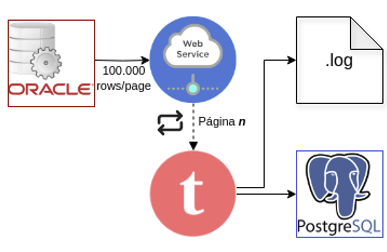 ORACLE
100.000
rows/page
Web
Service
Página n
t
.log
PostgreSQL